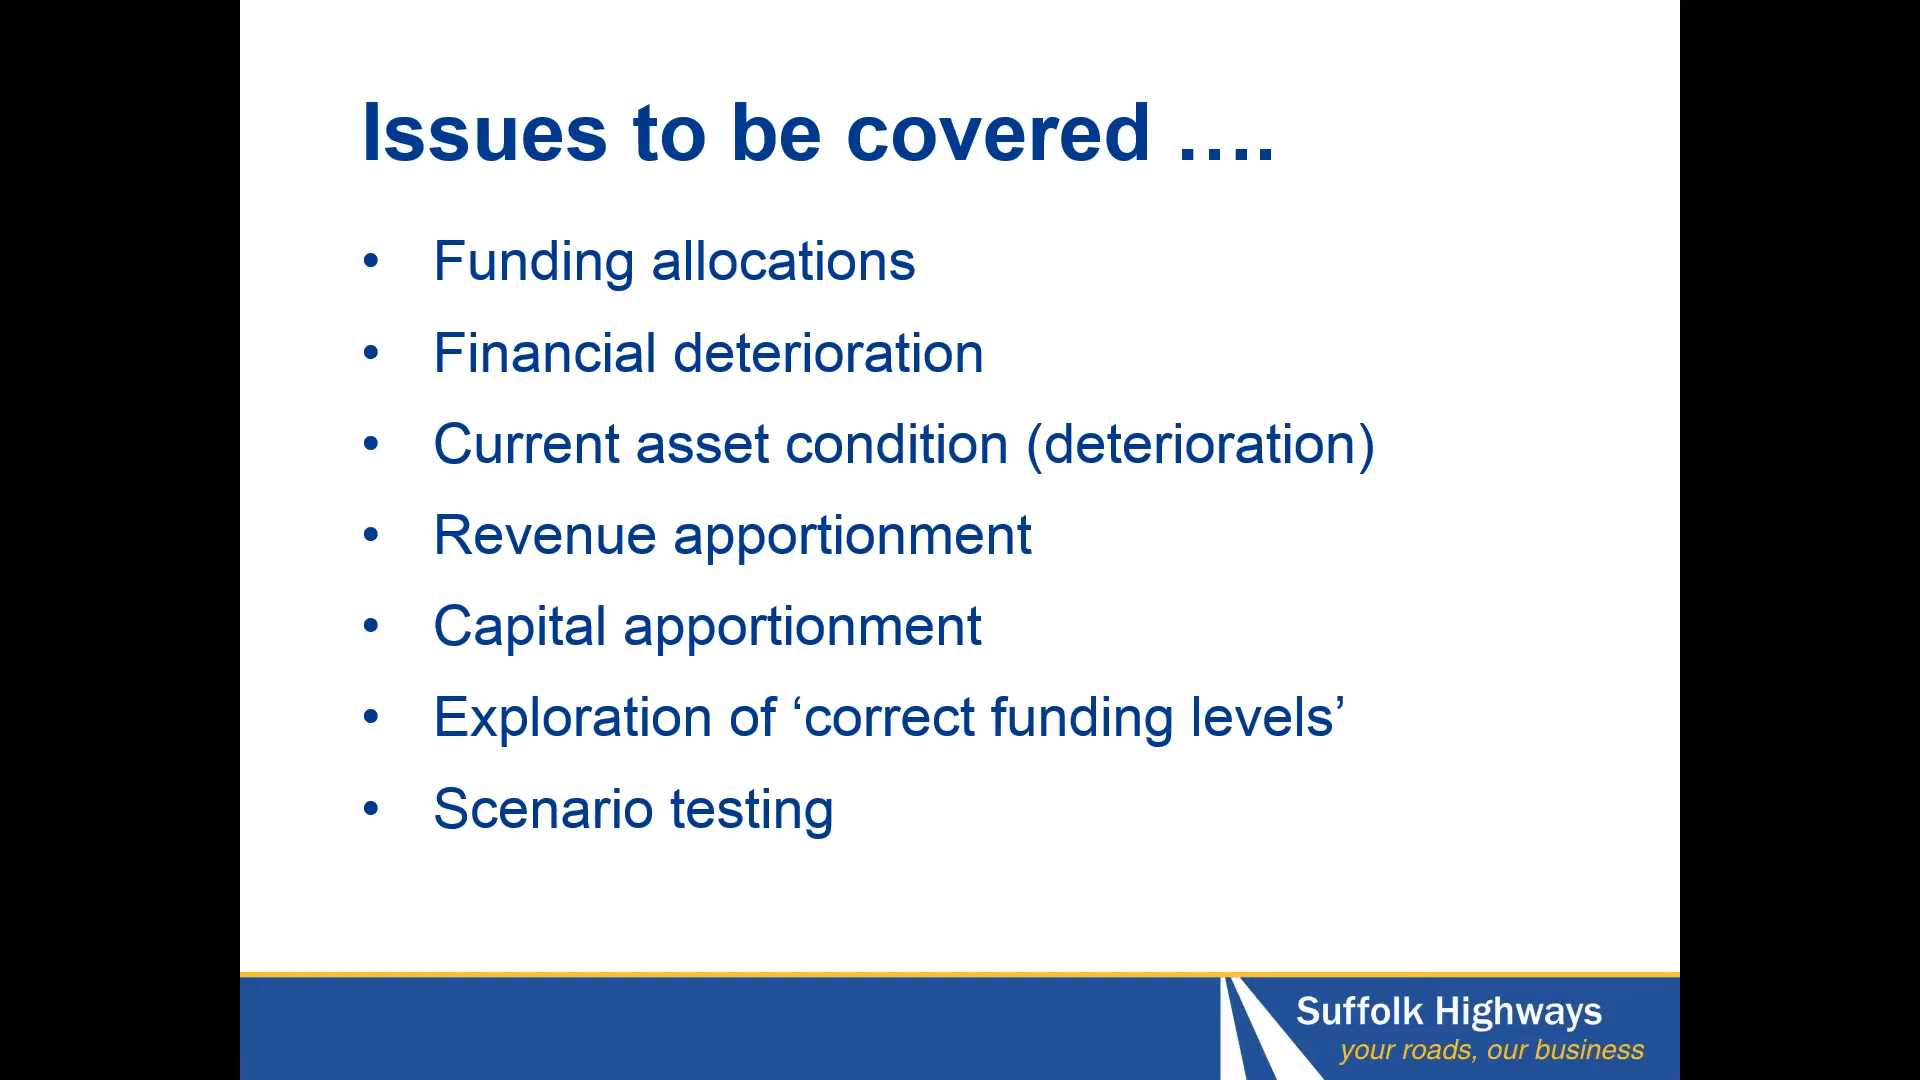 Issues to be covered ....
• Funding allocations
• Financial deterioration
• Current asset condition (deterioration)
• Revenue apportionment
• Capital apportionment
• Exploration of ‘correct funding levels’
• Scenario testing
Suffolk Highways
your roads, our business